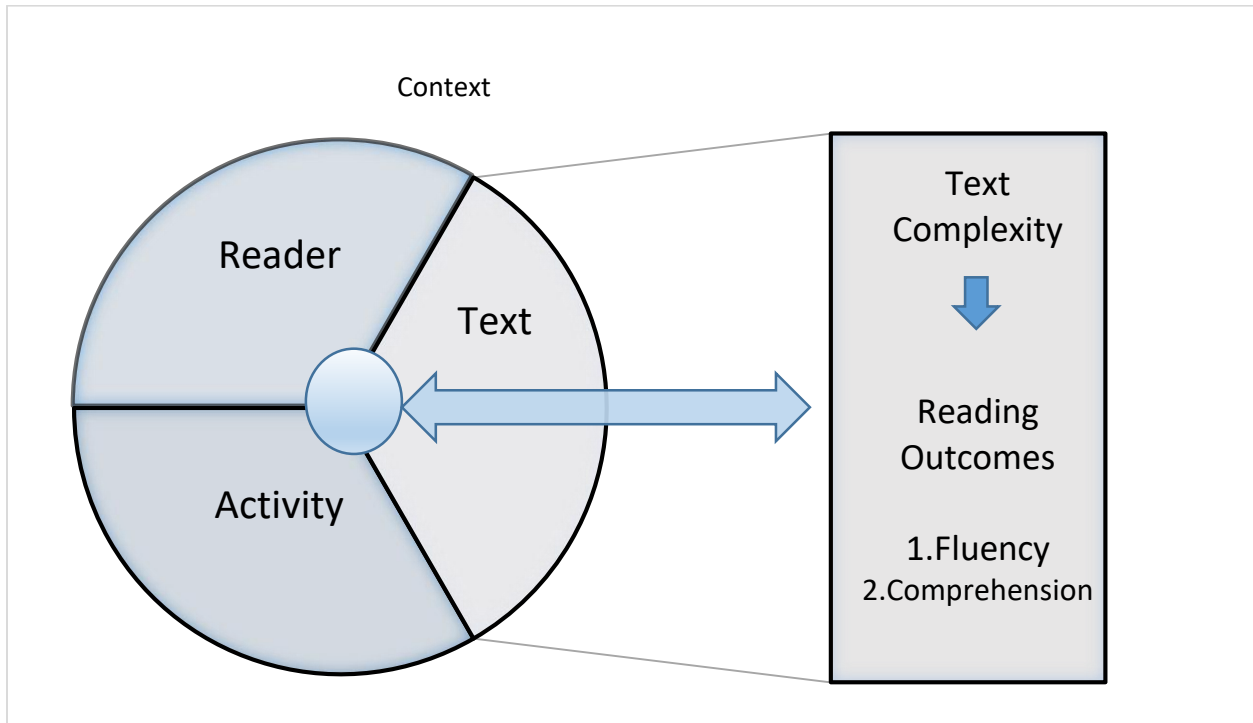 Context
Reader
Text
Activity
Text
Complexity
Reading
Outcomes
1.Fluency
2.Comprehension